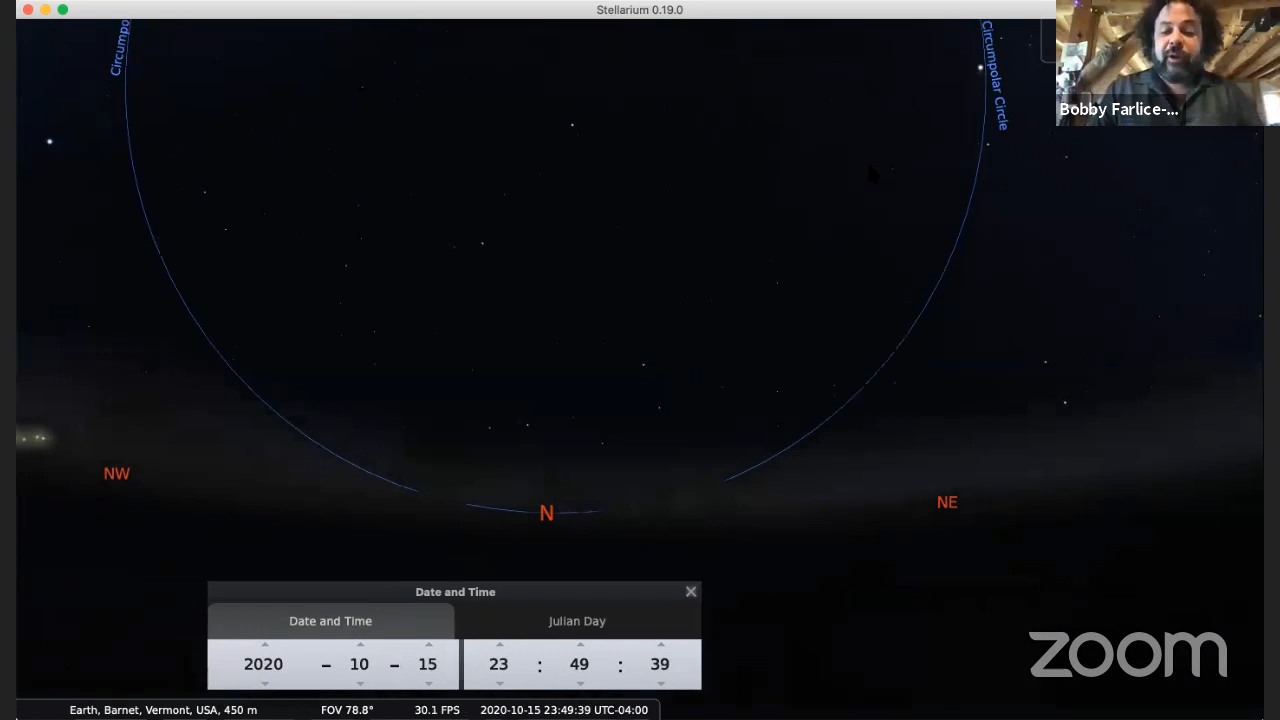 Stellarium 0.19.0
Circumpo
Circumpolar Circle
Bobby Farlice-...
NW
N
NE
Date and Time
Date and Time
Julian Day
2020 - 10 - 15
23 : 49 : 39
zoom
Earth, Barnet, Vermont, USA, 450 m
FOV 78.8°
30.1 FPS
2020-10-15 23:49:39 UTC-04:00